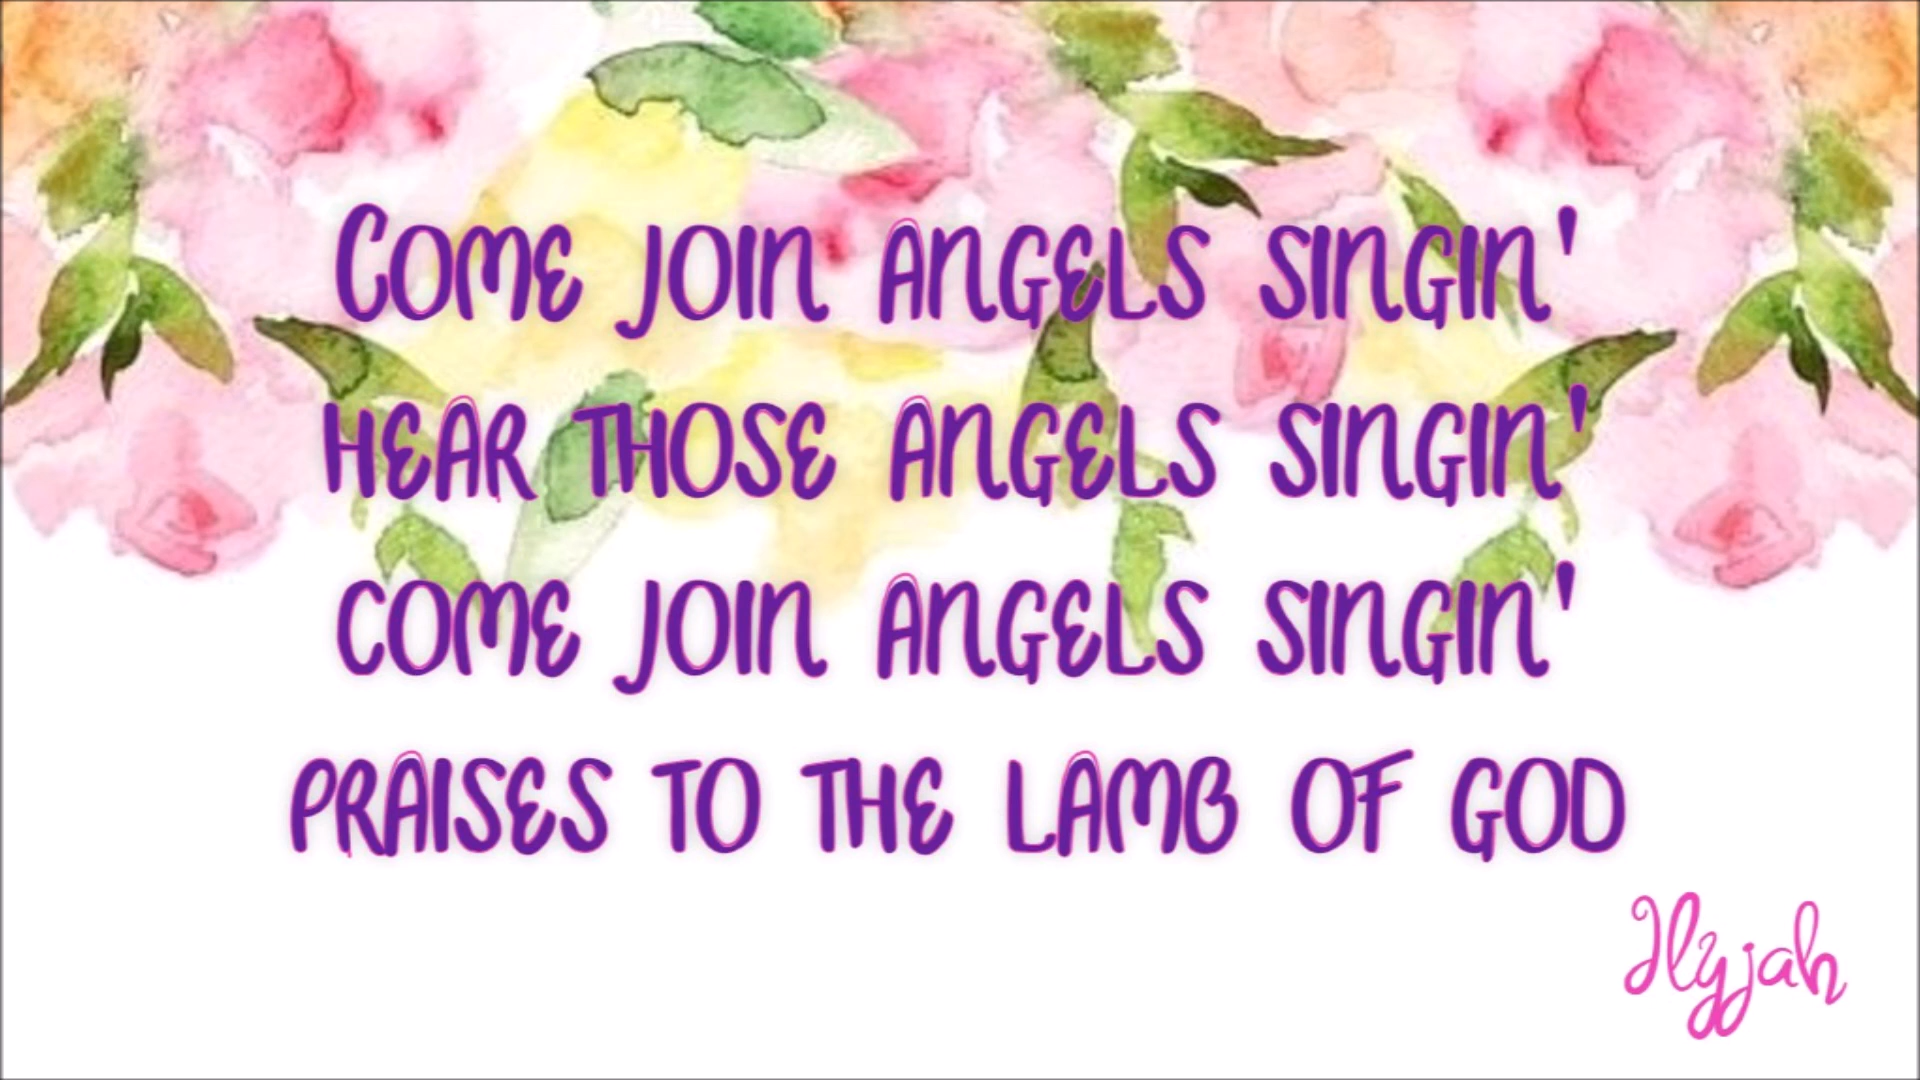 Come join angels singin'
hear those angels singin'
come join angels singin'
praises to the Lamb of God
Ilyjah